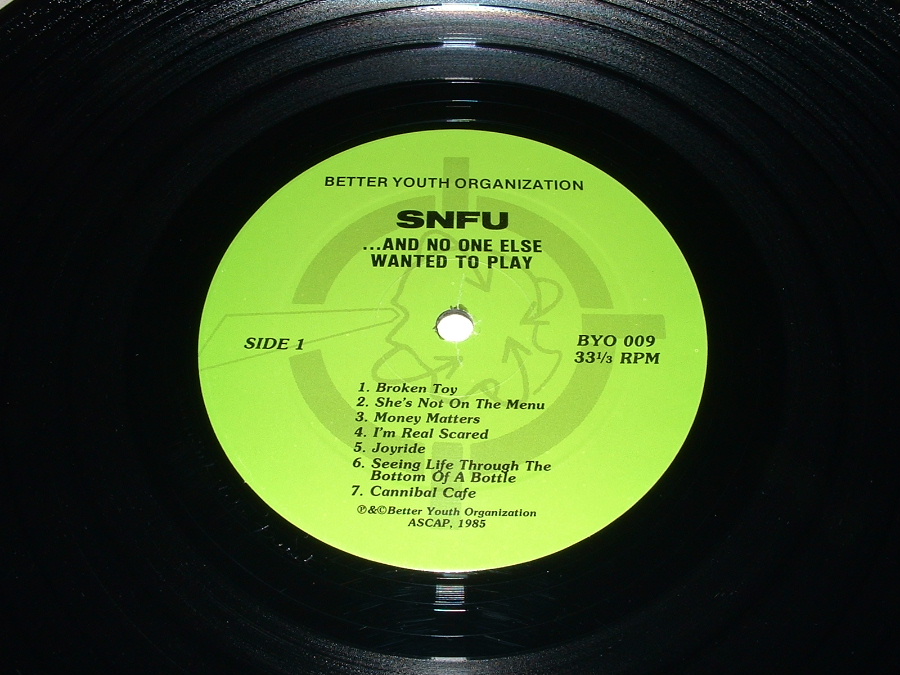 BETTER YOUTH ORGANIZATION
SNFU
...AND NO ONE ELSE
WANTED TO PLAY
SIDE 1
BYO 009
33⅓ RPM
1. Broken Toy
2. She's Not On The Menu
3. Money Matters
4. I'm Real Scared
5. Joyride
6. Seeing Life Through The
Bottom Of A Bottle
7. Cannibal Cafe
℗&©Better Youth Organization
ASCAP, 1985